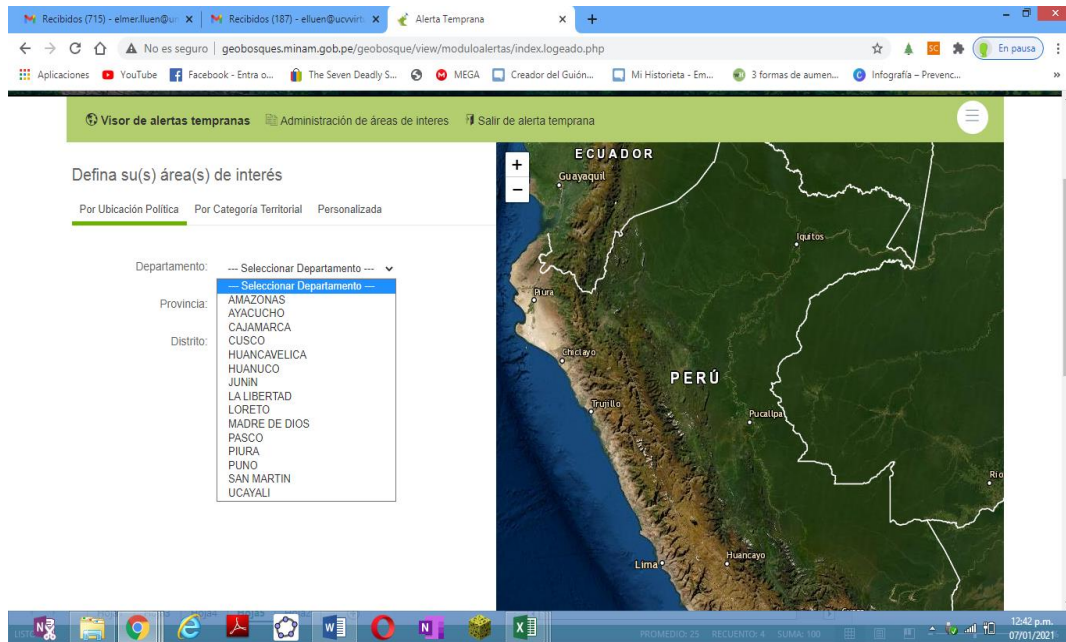 Recibidos (715) - elmer.lluen@un
Recibidos (187) - elluen@ucvvirt
Alerta Temprana
No es seguro
geobosques.minam.gob.pe/geobosque/view/moduloalertas/index.logeado.php
SC
En pausa
Aplicaciones
YouTube
Facebook - Entra o...
The Seven Deadly S...
MEGA
Creador del Guión...
Mi Historieta - Em...
3 formas de aumen...
Infografía – Prevenc...
»
Visor de alertas tempranas
Administración de áreas de interes
Salir de alerta temprana
Defina su(s) área(s) de interés
Por Ubicación Política
Por Categoría Territorial
Personalizada
Departamento:
--- Seleccionar Departamento ---
--- Seleccionar Departamento ---
AMAZONAS
AYACUCHO
CAJAMARCA
CUSCO
HUANCAVELICA
HUANUCO
JUNiN
LA LIBERTAD
LORETO
MADRE DE DIOS
PASCO
PIURA
PUNO
SAN MARTIN
UCAYALI
Provincia:
Distrito:
+
−
ECUADOR
Guayaquil
Iquitos
Piura
Chiclayo
PERÚ
Trujillo
Pucallpa
Rio
Huancayo
Lima
PROMEDIO: 25 RECUENTO: 4 SUMA: 100
12:42 p.m.
07/01/2021